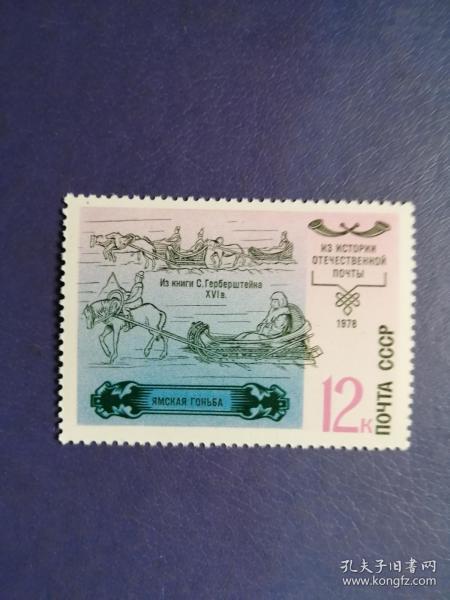 Из книги С.Герберштейна
XVI в.
ЯМСКАЯ ГОНЬБА
ИЗ ИСТОРИИ
ОТЕЧЕСТВЕННОЙ
ПОЧТЫ
1978
12к
ПОЧТА СССР
孔夫子旧书网
www.kongfz.com